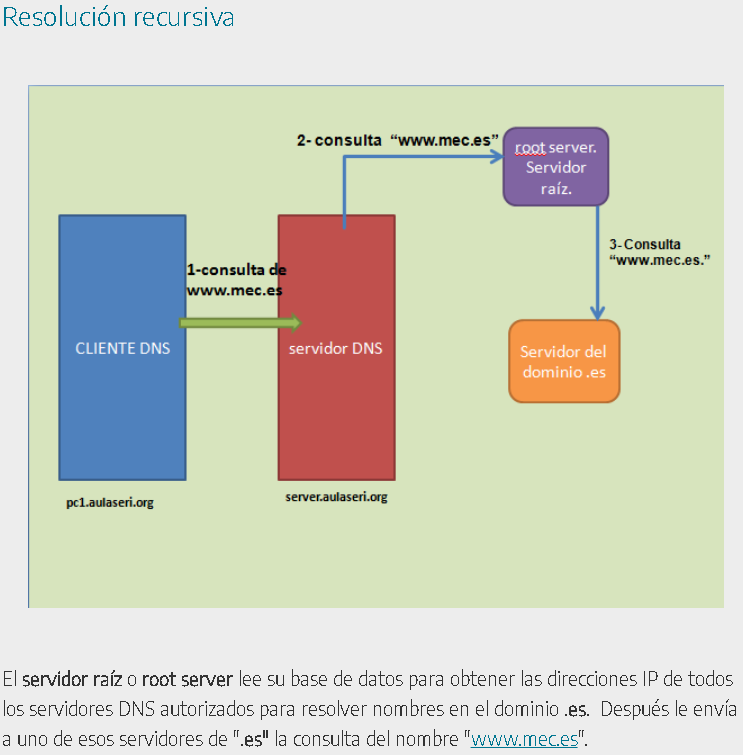 Resolución recursiva
2- consulta “www.mec.es”
root server.
Servidor
raíz.
1-consulta de
www.mec.es
3- Consulta
“www.mec.es.”
CLIENTE DNS
servidor DNS
Servidor del
dominio .es
pc1.aulaseri.org
server.aulaseri.org
El servidor raíz o root server lee su base de datos para obtener las direcciones IP de todos
los servidores DNS autorizados para resolver nombres en el dominio .es. Después le envía
a uno de esos servidores de ".es" la consulta del nombre "www.mec.es".